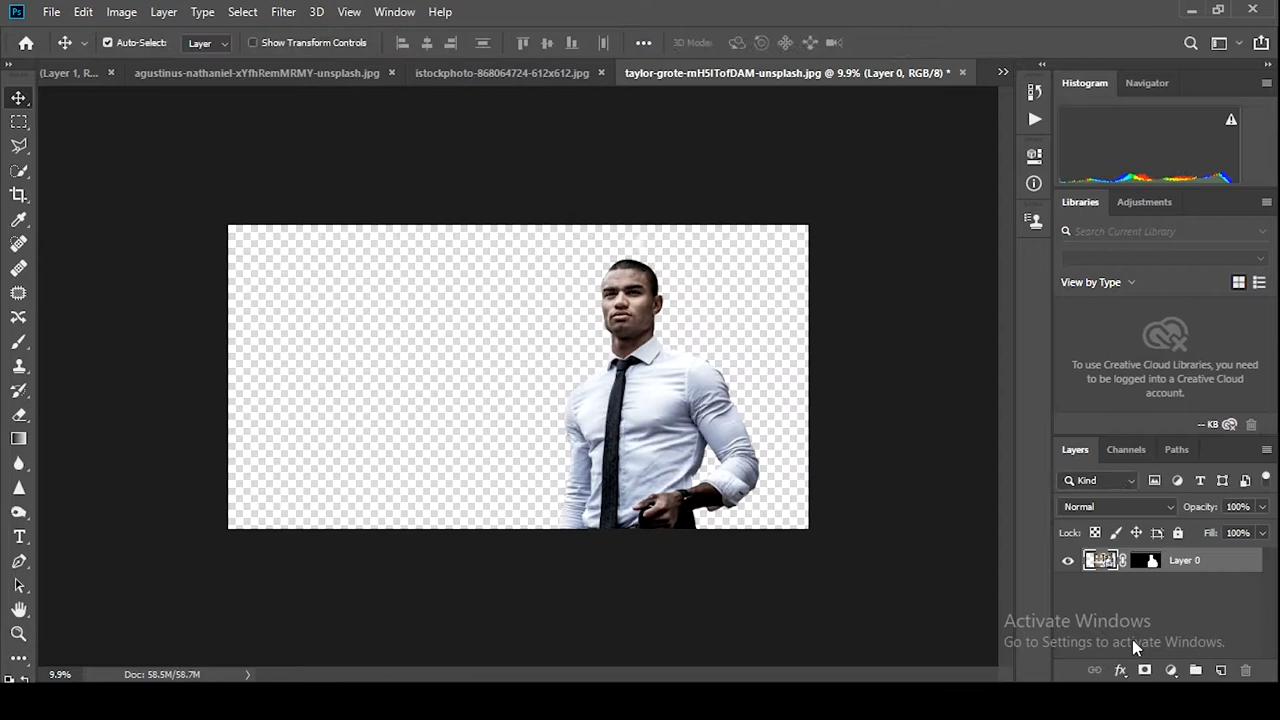 Ps File Edit Image Layer Type Select Filter 3D View Window Help
Auto-Select: Layer Show Transform Controls 3D Mode:
(Layer 1, R... × agustinus-nathaniel-xYfhRemMRMY-unsplash.jpg × istockphoto-868064724-612x612.jpg × taylor-grote-mH5ITofDAM-unsplash.jpg @ 9.9% (Layer 0, RGB/8) * ×
Histogram Navigator
Libraries Adjustments
Search Current Library
View by Type
To use Creative Cloud Libraries, you need
to be logged into a Creative Cloud
account.
-- KB
Layers Channels Paths
Kind
Normal Opacity: 100%
Lock: Fill: 100%
Layer 0
Activate Windows
Go to Settings to activate Windows.
fx
9.9% Doc: 58.5M/58.7M